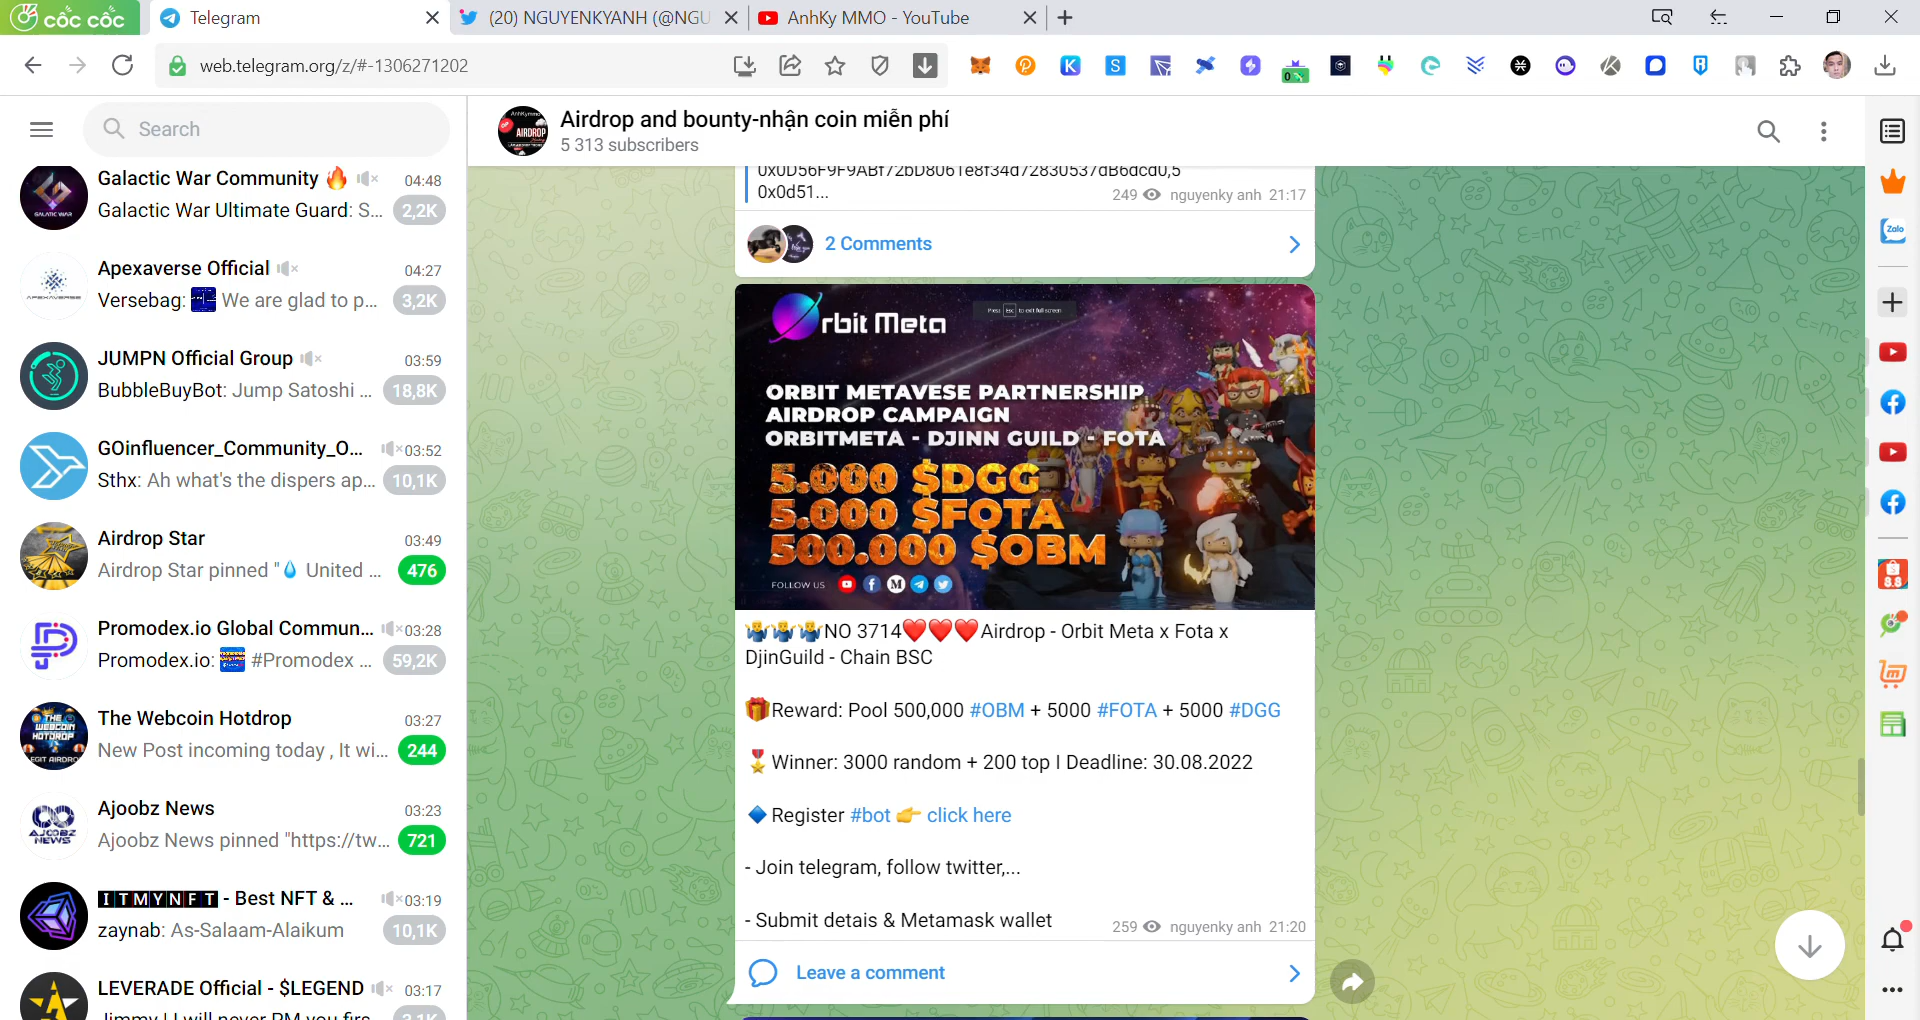 cốc cốc
Telegram
(20) NGUYENKYANH (@NGU
AnhKy MMO - YouTube
web.telegram.org/z/#-1306271202
Search
Galactic War Community 🔥
04:48
Galactic War Ultimate Guard: S...
2,2K
Apexaverse Official
04:27
Versebag: We are glad to p...
3,2K
JUMPN Official Group
03:59
BubbleBuyBot: Jump Satoshi ...
18,8K
GOinfluencer_Community_O...
03:52
Sthx: Ah what's the dispers ap...
10,1K
Airdrop Star
03:49
Airdrop Star pinned "💧 United ...
476
Promodex.io Global Commun...
03:28
Promodex.io: #Promodex ...
59,2K
The Webcoin Hotdrop
03:27
New Post incoming today , It wi...
244
Ajoobz News
03:23
Ajoobz News pinned "https://tw...
721
ITMYNFT - Best NFT & ...
03:19
zaynab: As-Salaam-Alaikum
10,1K
LEVERADE Official - $LEGEND
03:17
Airdrop and bounty-nhận coin miễn phí
5 313 subscribers
0x0d51...
249 nguyenky anh 21:17
2 Comments
Orbit Meta
Press Esc to exit full screen
ORBIT METAVESE PARTNERSHIP
AIRDROP CAMPAIGN
ORBITMETA - DJINN GUILD - FOTA
5.000 $DGG
5.000 $FOTA
500.000 $OBM
FOLLOW US
🤷‍♂️🤷‍♂️🤷‍♂️NO 3714❤️❤️❤️Airdrop - Orbit Meta x Fota x
DjinGuild - Chain BSC
🎁Reward: Pool 500,000 #OBM + 5000 #FOTA + 5000 #DGG
🎖Winner: 3000 random + 200 top I Deadline: 30.08.2022
🔷Register #bot 👉 click here
- Join telegram, follow twitter,...
- Submit detais & Metamask wallet
259 nguyenky anh 21:20
Leave a comment
Zalo
8.8